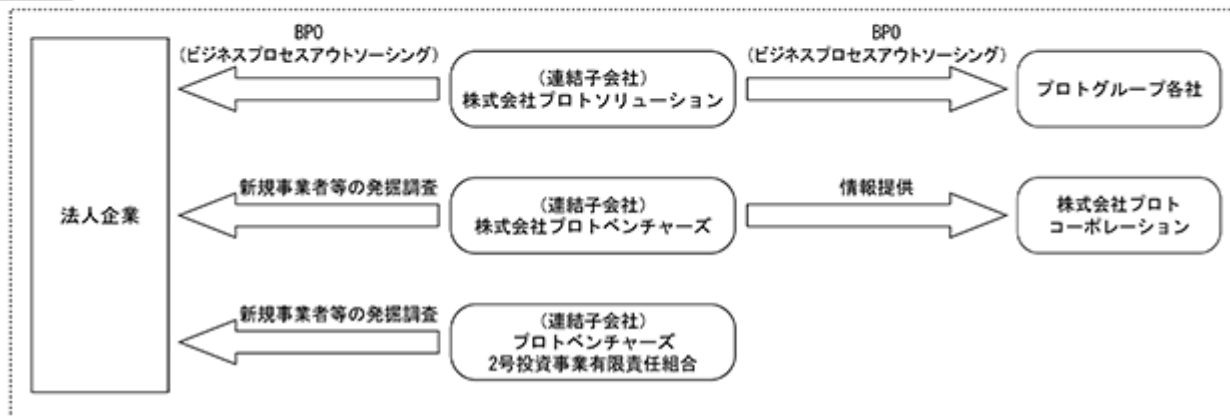 BPO
(ビジネスプロセスアウトソーシング)
BPO
(ビジネスプロセスアウトソーシング)
(連結子会社)
株式会社プロトソリューション
プロトグループ各社
新規事業者等の発掘調査
情報提供
法人企業
(連結子会社)
株式会社プロトベンチャーズ
株式会社プロト
コーポレーション
新規事業者等の発掘調査
(連結子会社)
プロトベンチャーズ
2号投資事業有限責任組合